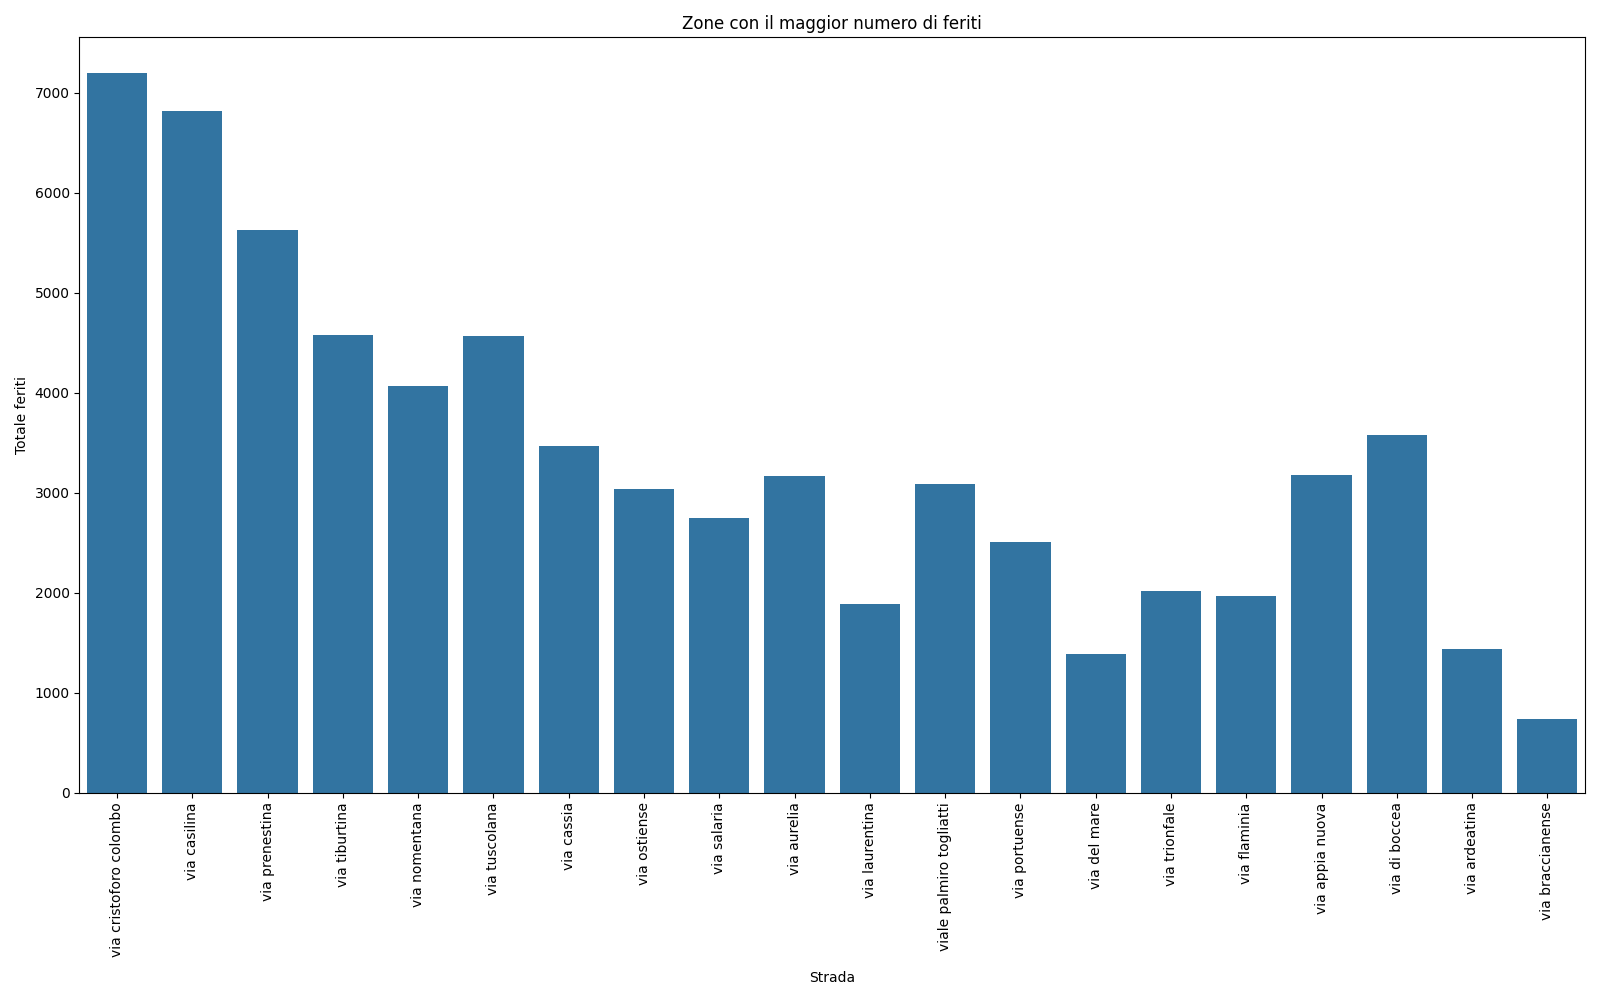 Zone con il maggior numero di feriti
Totale feriti
7000
6000
5000
4000
3000
2000
1000
0
via cristoforo colombo
via casilina
via prenestina
via tiburtina
via nomentana
via tuscolana
via cassia
via ostiense
via salaria
via aurelia
via laurentina
viale palmiro togliatti
via portuense
via del mare
via trionfale
via flaminia
via appia nuova
via di boccea
via ardeatina
via braccianense
Strada